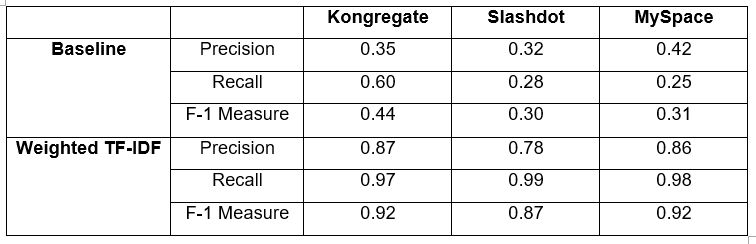 Kongregate Slashdot MySpace
Baseline Precision 0.35 0.32 0.42
Recall 0.60 0.28 0.25
F-1 Measure 0.44 0.30 0.31
Weighted TF-IDF Precision 0.87 0.78 0.86
Recall 0.97 0.99 0.98
F-1 Measure 0.92 0.87 0.92